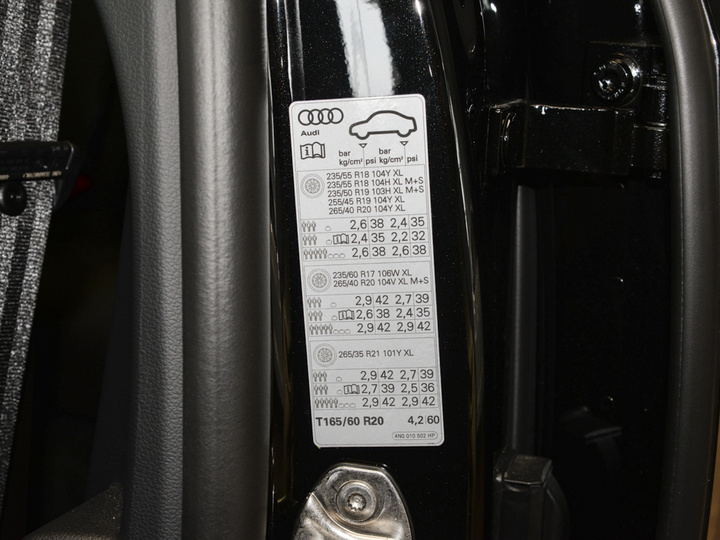 Audi
bar bar
kg/cm² psi kg/cm² psi
235/55 R18 104Y XL
235/55 R18 104H XL M+S
235/50 R19 103H XL M+S
255/45 R19 104Y XL
265/40 R20 104Y XL
2,6 38 2,4 35
2,4 35 2,2 32
2,6 38 2,6 38
235/60 R17 106W XL
265/40 R20 104V XL M+S
2,9 42 2,7 39
2,6 38 2,4 35
2,9 42 2,9 42
265/35 R21 101Y XL
2,9 42 2,7 39
2,7 39 2,5 36
2,9 42 2,9 42
T165/60 R20 4,2 60
4N0 010 502 HP